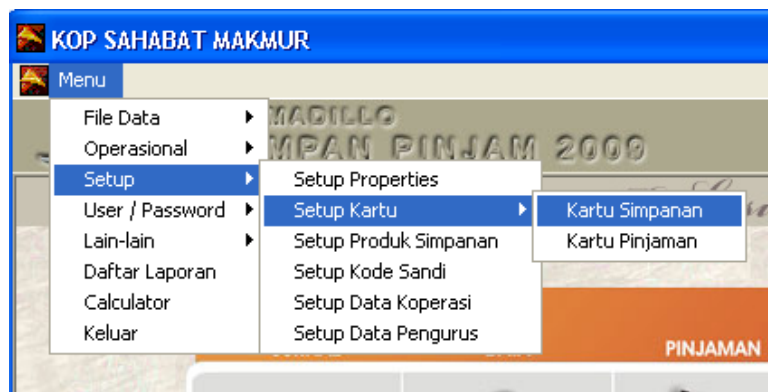 KOP SAHABAT MAKMUR
Menu
File Data
MADILLO
Operasional
MPAN PINJAM 2009
Setup
Setup Properties
User / Password
Setup Kartu
Kartu Simpanan
Lain-lain
Setup Produk Simpanan
Kartu Pinjaman
Daftar Laporan
Setup Kode Sandi
Calculator
Setup Data Koperasi
Keluar
Setup Data Pengurus
PINJAMAN